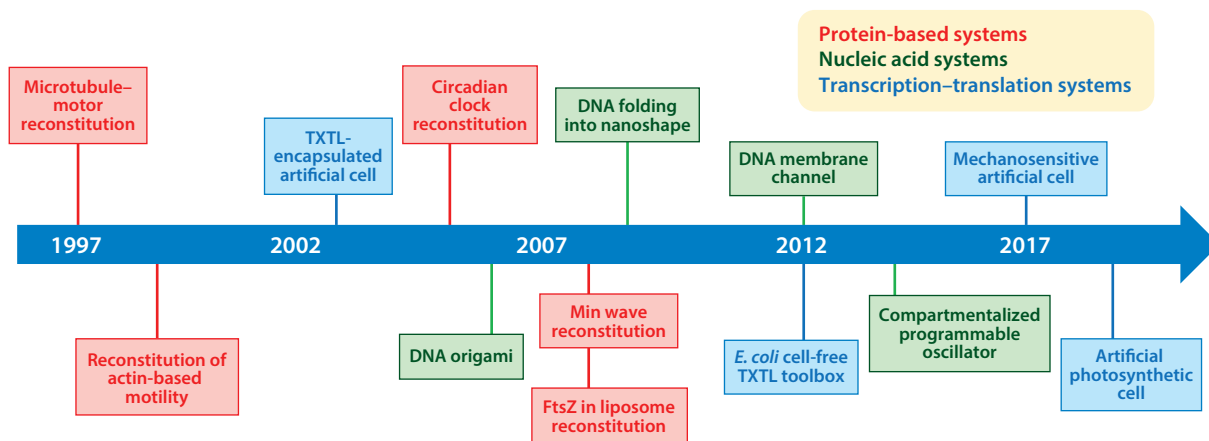 Protein-based systems
Nucleic acid systems
Transcription–translation systems
Microtubule–
motor
reconstitution
TXTL-
encapsulated
artificial cell
Circadian
clock
reconstitution
DNA folding
into nanoshape
DNA membrane
channel
Mechanosensitive
artificial cell
1997
2002
2007
2012
2017
Reconstitution of
actin-based
motility
DNA origami
Min wave
reconstitution
FtsZ in liposome
reconstitution
E. coli cell-free
TXTL toolbox
Compartmentalized
programmable
oscillator
Artificial
photosynthetic
cell